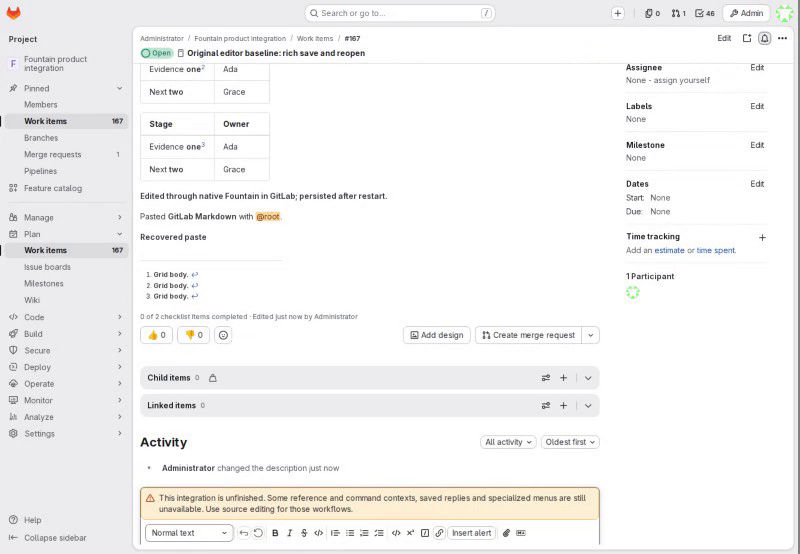 Search or go to...
/
0
1
46
Admin
Project
F
Fountain product
integration
Pinned
Members
Work items
167
Branches
Merge requests
1
Pipelines
Feature catalog
Manage
Plan
Work items
167
Issue boards
Milestones
Wiki
Code
Build
Secure
Deploy
Operate
Monitor
Analyze
Settings
Help
Collapse sidebar
Administrator / Fountain product integration / Work items / #167
Edit
Open
Original editor baseline: rich save and reopen
Evidence one² Ada
Next two Grace
Stage Owner
Evidence one³ Ada
Next two Grace
Edited through native Fountain in GitLab; persisted after restart.
Pasted GitLab Markdown with @root.
Recovered paste
1. Grid body. ↩
2. Grid body. ↩
3. Grid body. ↩
0 of 2 checklist items completed · Edited just now by Administrator
👍 0
👎 0
Add design
Create merge request
Child items 0
Linked items 0
Activity
All activity
Oldest first
Administrator changed the description just now
This integration is unfinished. Some reference and command contexts, saved replies and specialized menus are still
unavailable. Use source editing for those workflows.
Normal text
B I S
Insert alert
Assignee
Edit
None - assign yourself
Labels
Edit
None
Milestone
Edit
None
Dates
Edit
Start: None
Due: None
Time tracking
Add an estimate or time spent.
1 Participant